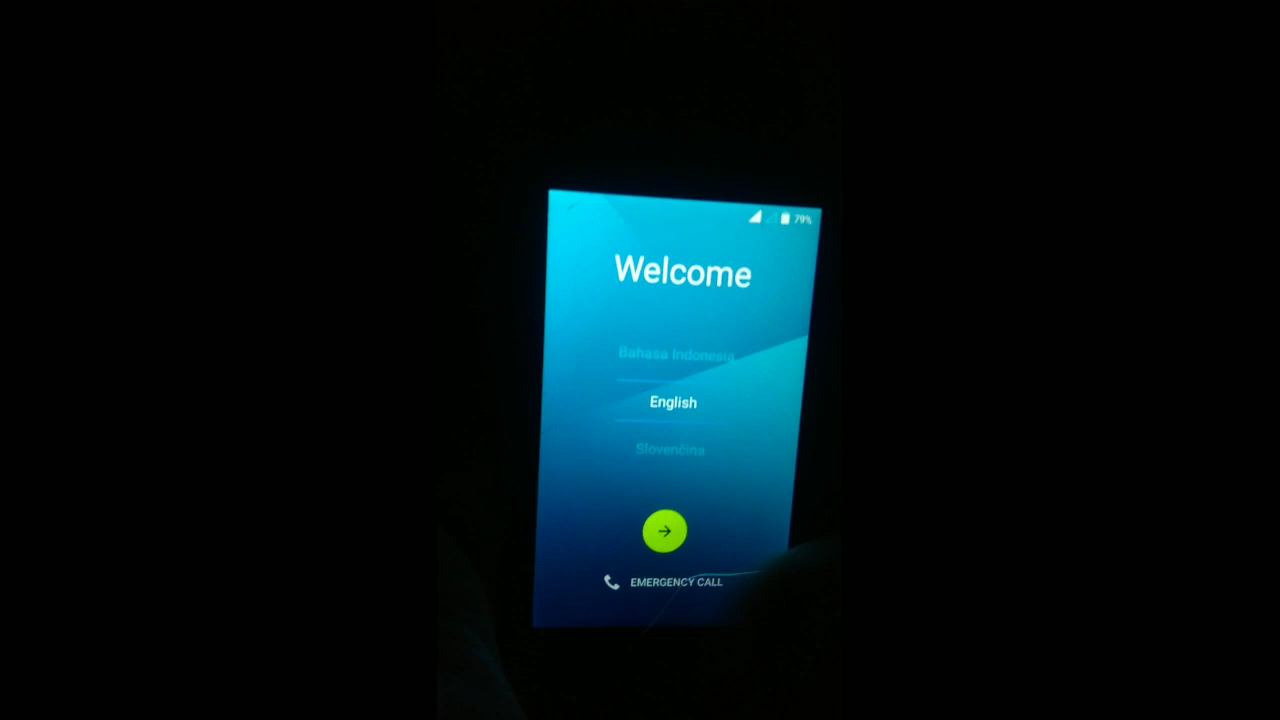 79%
Welcome
Bahasa Indonesia
English
Slovenčina
EMERGENCY CALL